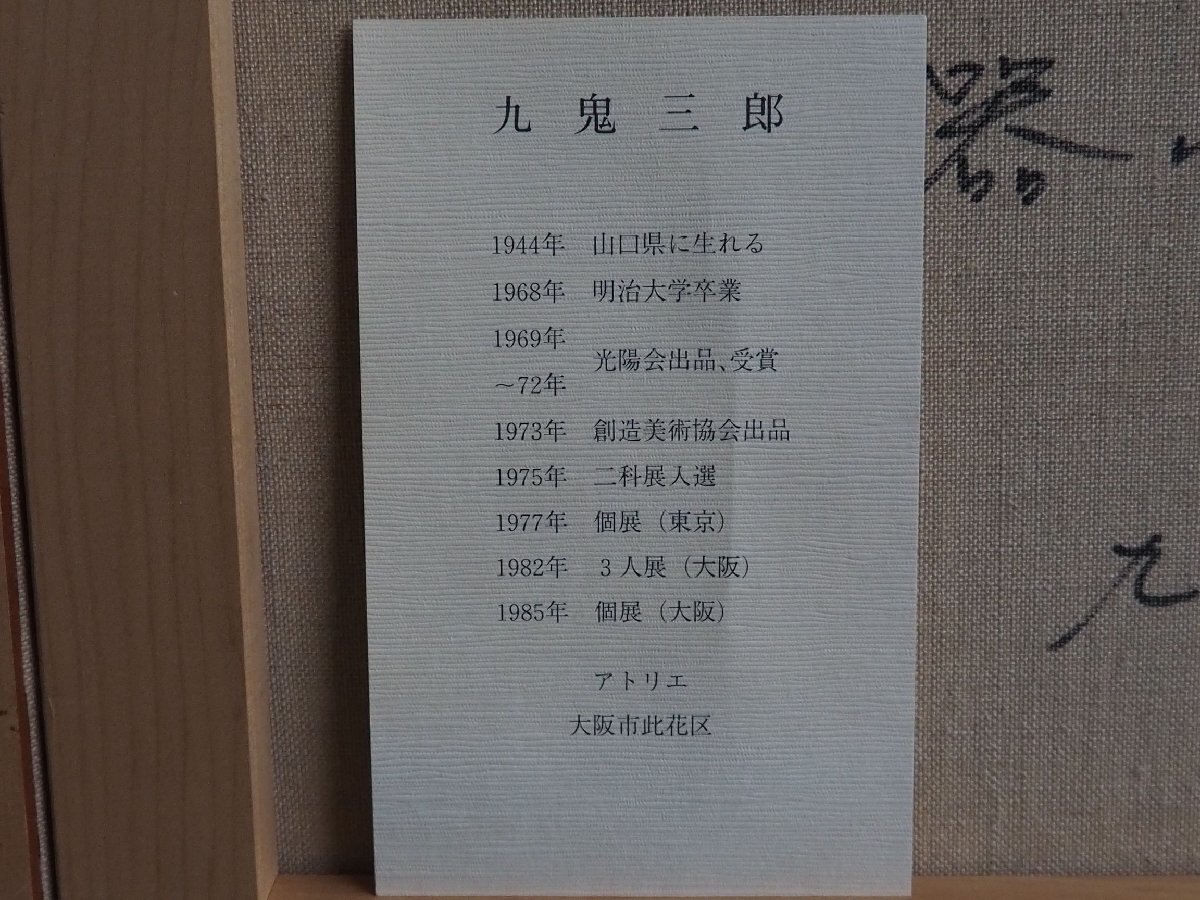 九鬼三郎
1944年 山口県に生れる
1968年 明治大学卒業
1969年
～72年 光陽会出品、受賞
1973年 創造美術協会出品
1975年 二科展入選
1977年 個展（東京）
1982年 3人展（大阪）
1985年 個展（大阪）
アトリエ
大阪市此花区
器
九